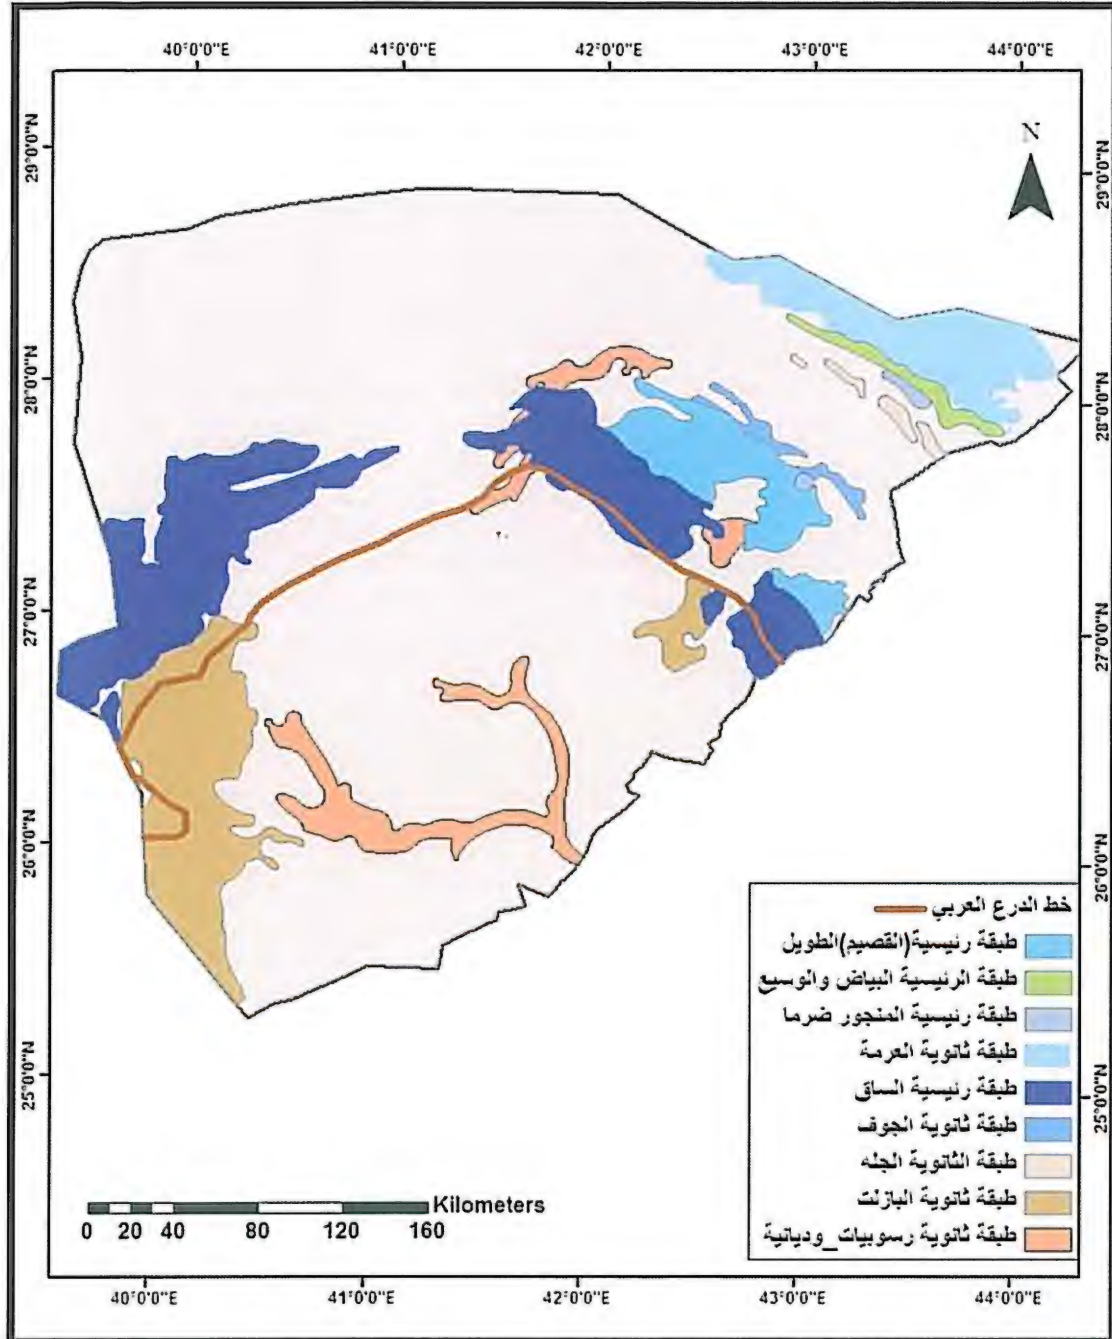 40°0'0"E 41°0'0"E 42°0'0"E 43°0'0"E 44°0'0"E
N
29°0'0"N
28°0'0"N
27°0'0"N
26°0'0"N
25°0'0"N
29°0'0"N
28°0'0"N
27°0'0"N
26°0'0"N
25°0'0"N
خط الدرع العربي
طبقة رئيسية(القصيم)الطويل
طبقة الرئيسية البياض والوسيع
طبقة رئيسية المنجور ضرما
طبقة ثانوية العرمة
طبقة رئيسية الساق
طبقة ثانوية الجوف
طبقة الثانوية الجله
طبقة ثانوية البازلت
طبقة ثانوية رسوبيات_وديانية
Kilometers
0 20 40 80 120 160
40°0'0"E 41°0'0"E 42°0'0"E 43°0'0"E 44°0'0"E